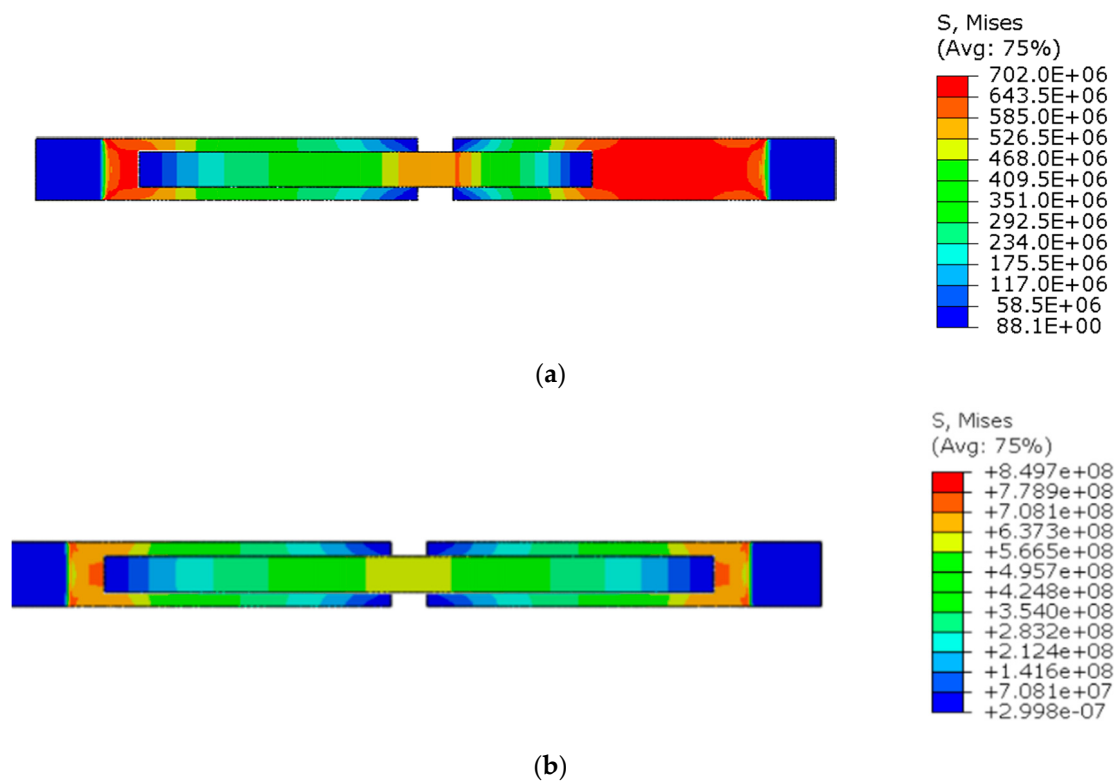 S, Mises
(Avg: 75%)
702.0E+06
643.5E+06
585.0E+06
526.5E+06
468.0E+06
409.5E+06
351.0E+06
292.5E+06
234.0E+06
175.5E+06
117.0E+06
58.5E+06
88.1E+00
(a)
S, Mises
(Avg: 75%)
+8.497e+08
+7.789e+08
+7.081e+08
+6.373e+08
+5.665e+08
+4.957e+08
+4.248e+08
+3.540e+08
+2.832e+08
+2.124e+08
+1.416e+08
+7.081e+07
+2.998e-07
(b)